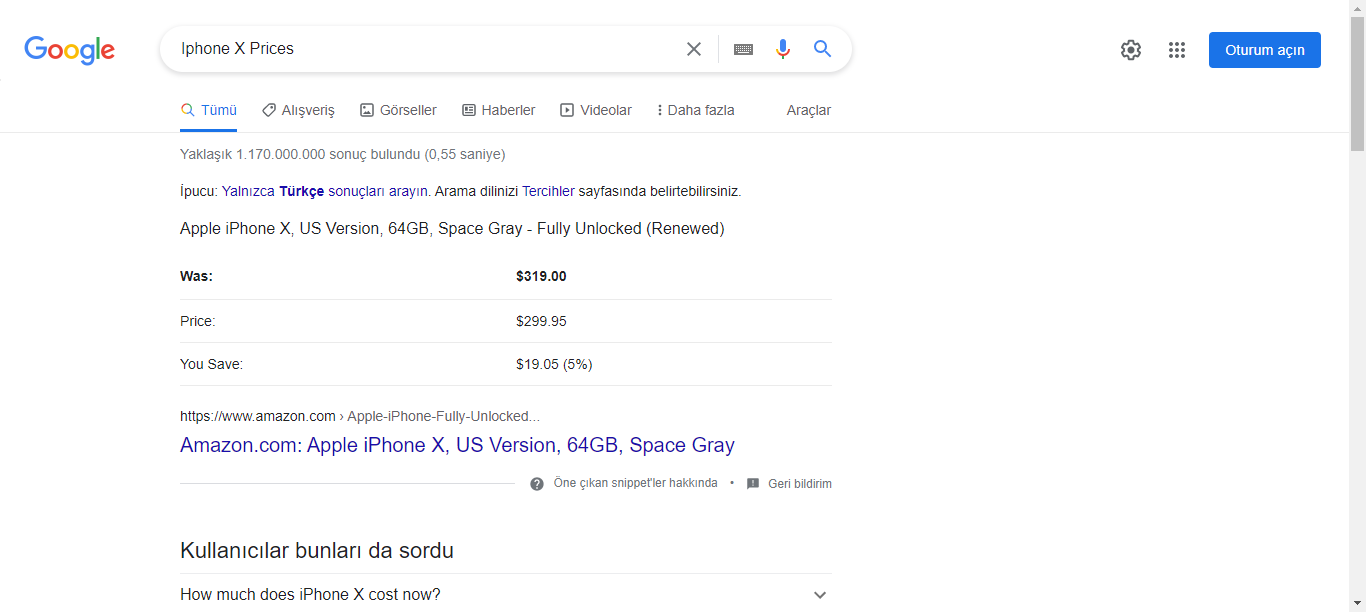 Google
Iphone X Prices
Oturum açın
Tümü Alışveriş Görseller Haberler Videolar Daha fazla Araçlar
Yaklaşık 1.170.000.000 sonuç bulundu (0,55 saniye)
İpucu: Yalnızca Türkçe sonuçları arayın. Arama dilinizi Tercihler sayfasında belirtebilirsiniz.
Apple iPhone X, US Version, 64GB, Space Gray - Fully Unlocked (Renewed)
Was: $319.00
Price: $299.95
You Save: $19.05 (5%)
https://www.amazon.com › Apple-iPhone-Fully-Unlocked...
Amazon.com: Apple iPhone X, US Version, 64GB, Space Gray
Öne çıkan snippet'ler hakkında • Geri bildirim
Kullanıcılar bunları da sordu
How much does iPhone X cost now?